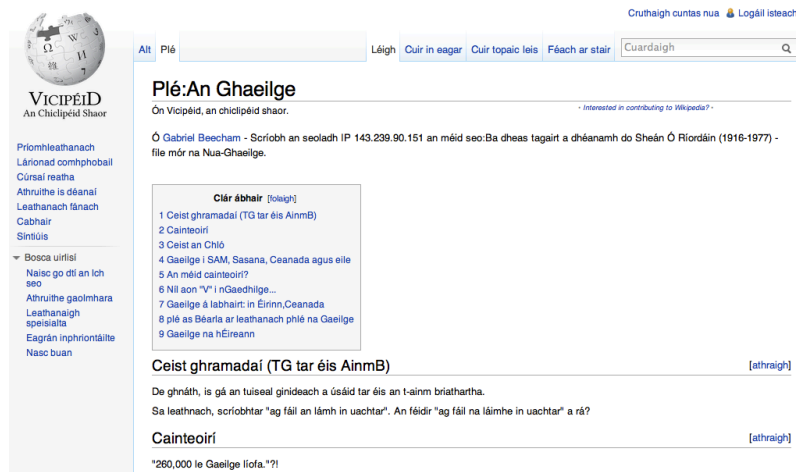 Cruthaigh cuntas nua Logáil isteach
Alt Plé Léigh Cuir in eagar Cuir topaic leis Féach ar stair Cuardaigh
Ω W И 7
VICIPÉID
An Chiclipéid Shaor
Príomhleathanach
Lárionad comhphobail
Cúrsaí reatha
Athruithe is déanaí
Leathanach fánach
Cabhair
Síntiúis
Bosca uirlisí
Naisc go dtí an lch
seo
Athruithe gaolmhara
Leathanaigh
speisialta
Eagrán inphriontáilte
Nasc buan
Plé:An Ghaeilge
Ón Vicipéid, an chiclipéid shaor.
- Interested in contributing to Wikipedia? -
Ó Gabriel Beecham - Scríobh an seoladh IP 143.239.90.151 an méid seo:Ba dheas tagairt a dhéanamh do Sheán Ó Ríordáin (1916-1977) -
file mór na Nua-Ghaeilge.
Clár ábhair [folaigh]
1 Ceist ghramadaí (TG tar éis AinmB)
2 Cainteoirí
3 Ceist an Chló
4 Gaeilge i SAM, Sasana, Ceanada agus eile
5 An méid cainteoirí?
6 Níl aon "V" i nGaedhilge...
7 Gaeilge á labhairt: in Éirinn,Ceanada
8 plé as Béarla ar leathanach phlé na Gaeilge
9 Gaeilge na hÉireann
Ceist ghramadaí (TG tar éis AinmB) [athraigh]
De ghnáth, is gá an tuiseal ginideach a úsáid tar éis an t-ainm briathartha.
Sa leathnach, scríobhtar "ag fáil an lámh in uachtar". An féidir "ag fáil na láimhe in uachtar" a rá?
Cainteoirí [athraigh]
"260,000 le Gaeilge líofa."?!